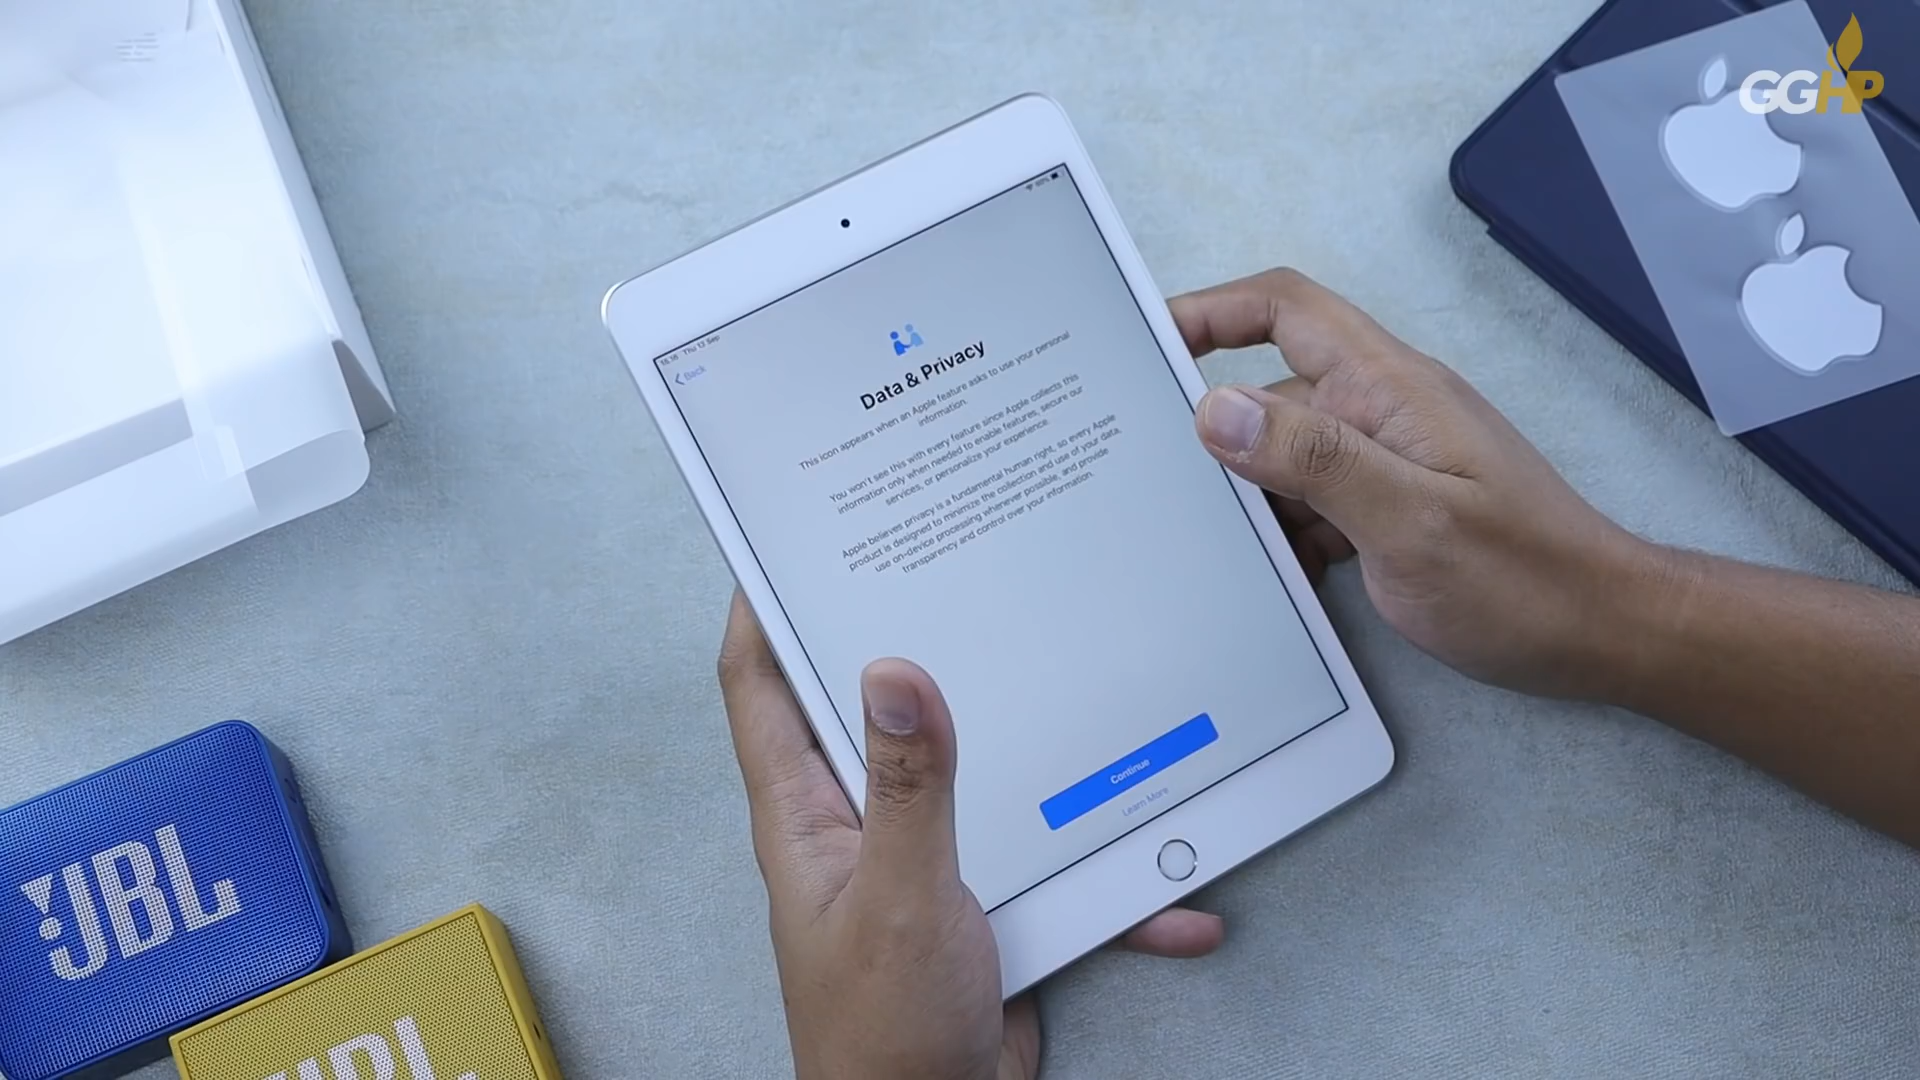 GGHP
Thu 12 Sep
60%
Back
Data & Privacy
This icon appears when an Apple feature asks to use your personal
information.
You won't see this with every feature since Apple collects this
information only when needed to enable features, secure our
services, or personalize your experience.
Apple believes privacy is a fundamental human right, so every Apple
product is designed to minimize the collection and use of your data,
use on-device processing whenever possible, and provide
transparency and control over your information.
Continue
Learn More
JBL
JBL